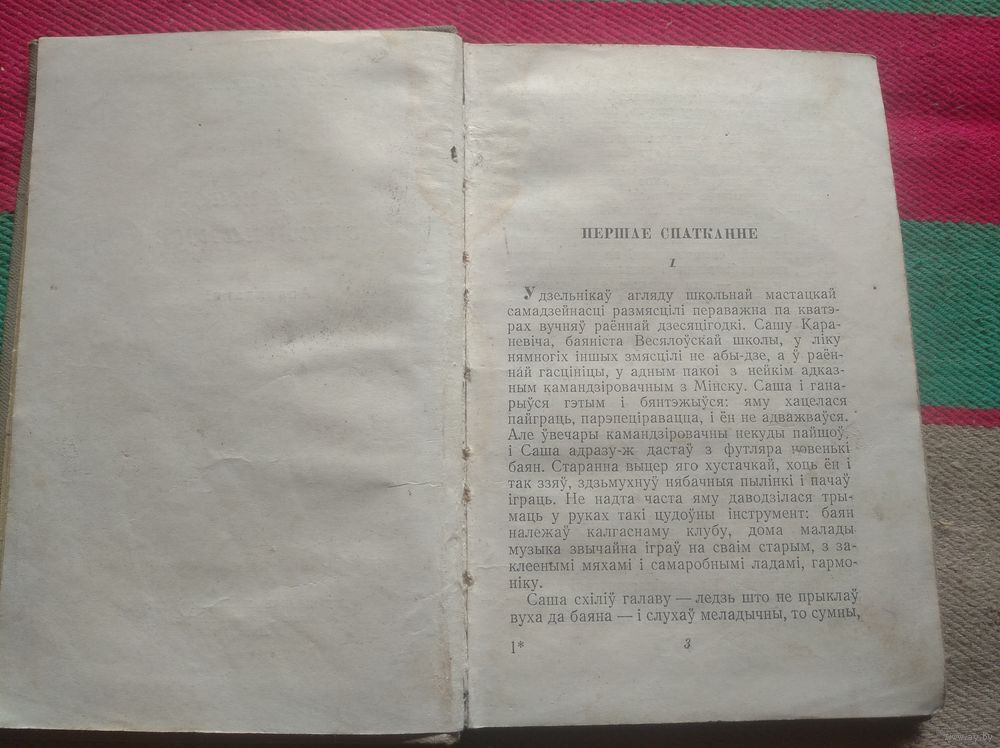 ПЕРШАЕ СПАТКАННЕ
1
Удзельнікаў агляду школьнай мастацкай
самадзейнасці размясцілі пераважна па кватэ-
рах вучняў раённай дзесяцігодкі. Сашу Кара-
невіча, баяніста Весялоўскай школы, у ліку
нямногіх іншых змясцілі не абы-дзе, а ў раён-
най гасцініцы, у адным пакоі з нейкім адказ-
ным камандзіровачным з Мінску. Саша і гана-
рыўся гэтым і бянтэжыўся: яму хацелася
пайграць, парэпеціравацца, і ён не адважваўся.
Але ўвечары камандзіровачны некуды пайшоў,
і Саша адразу-ж дастаў з футляра новенькі
баян. Старанна выцер яго хустачкай, хоць ён і
так ззяў, здзьмухнуў нябачныя пылінкі і пачаў
іграць. Не надта часта яму даводзілася тры-
маць у руках такі цудоўны інструмент: баян
належаў калгаснаму клубу, дома малады
музыка звычайна іграў на сваім старым, з за-
клеенымі мяхамі і самаробнымі ладамі, гармо-
ніку.
Саша схіліў галаву — ледзь што не прыклаў
вуха да баяна — і слухаў меладычны, то сумны,
1*
3
www.ay.by